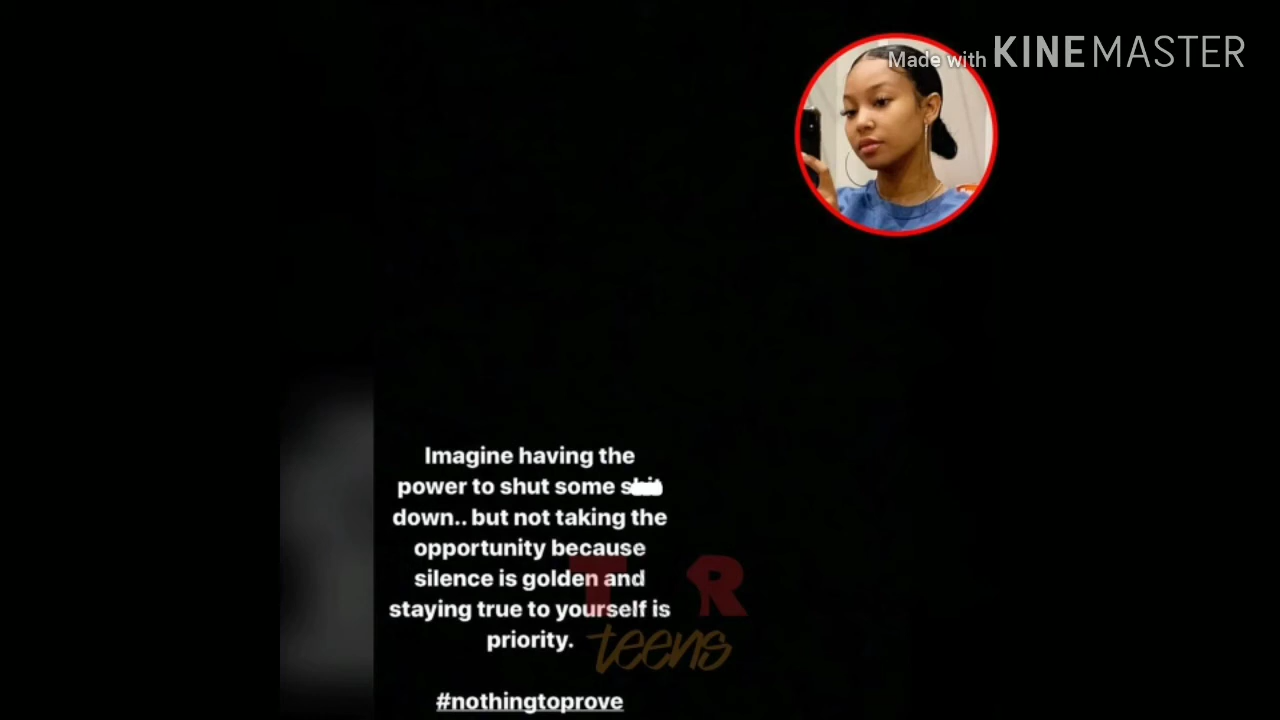 Made with KINEMASTER
Imagine having the
power to shut some
down.. but not taking the
opportunity because
silence is golden and
staying true to yourself is
priority.
T R
teens
#nothingtoprove